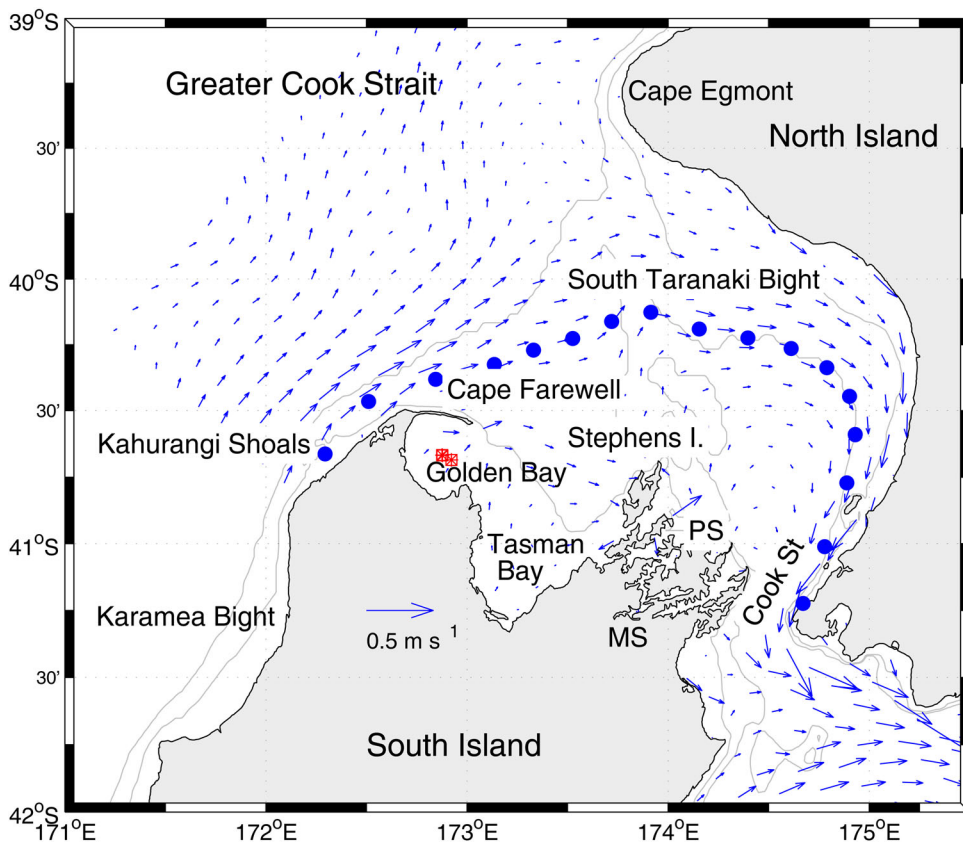 39°S
Greater Cook Strait
Cape Egmont
North Island
30'
40°S
South Taranaki Bight
Cape Farewell
30'
Kahurangi Shoals
Stephens I.
Golden Bay
PS
41°S
Tasman
Bay
Cook St
Karamea Bight
0.5 m s 1
MS
30'
South Island
42°S
171°E
172°E
173°E
174°E
175°E